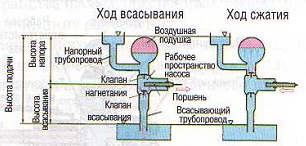 Ход всасывания
Ход сжатия
Воздушная
подушка
Напорный
трубопровод
Рабочее
пространство
насоса
Клапан
нагнетания
Клапан
всасывания
Поршень
Всасывающий
трубопровод
Высота подачи
Высота
напора
Высота
всасывания